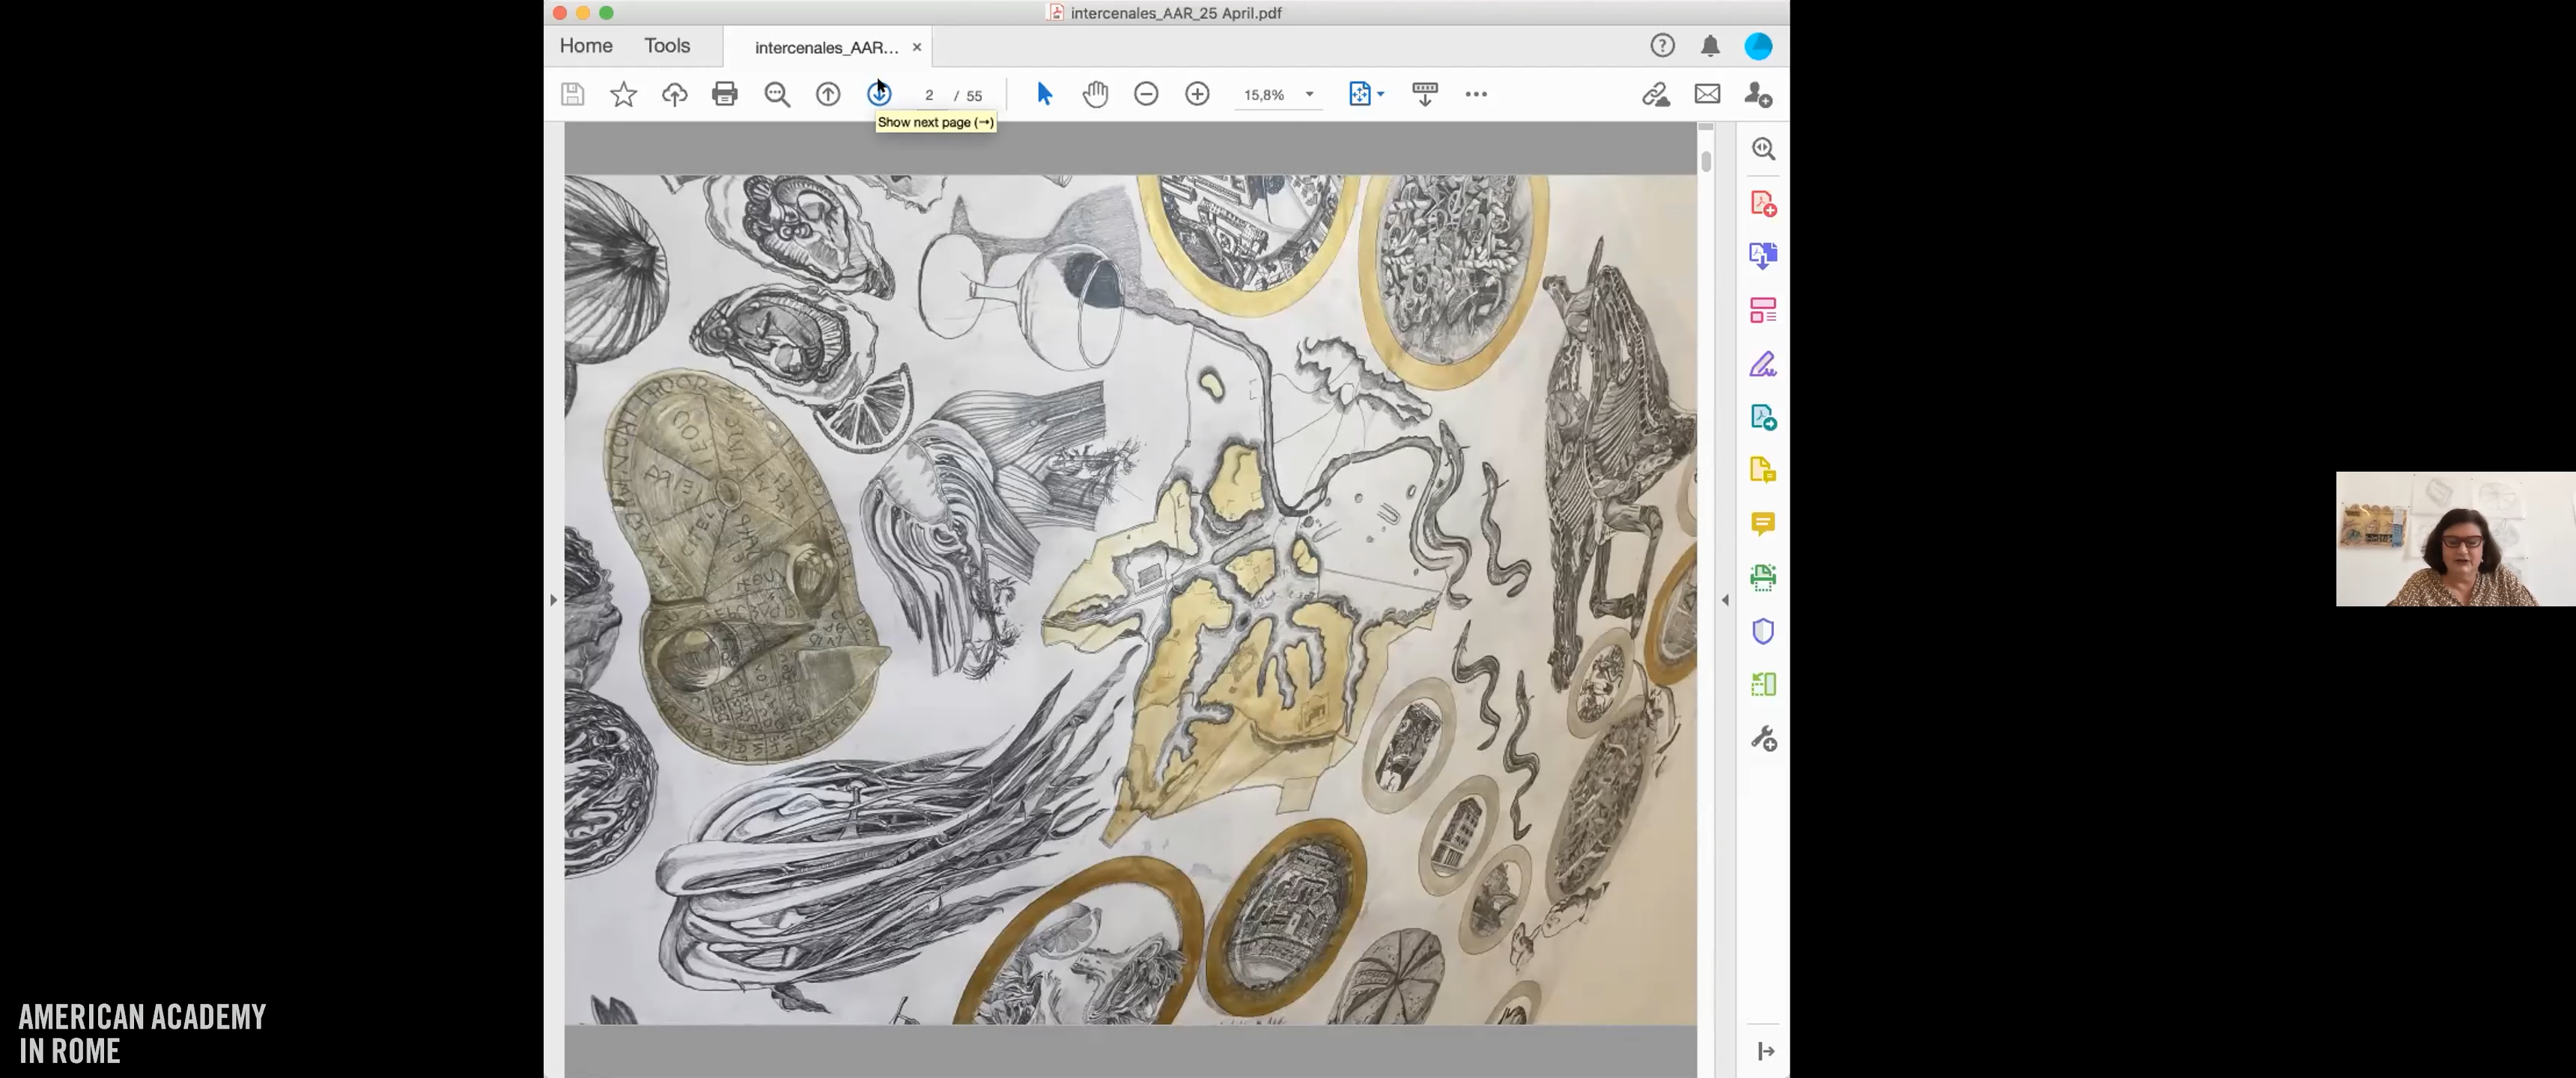 intercenales_AAR_25 April.pdf
Home
Tools
intercenales_AAR...
2 / 55
15,8%
Show next page (→)
AMERICAN ACADEMY
IN ROME